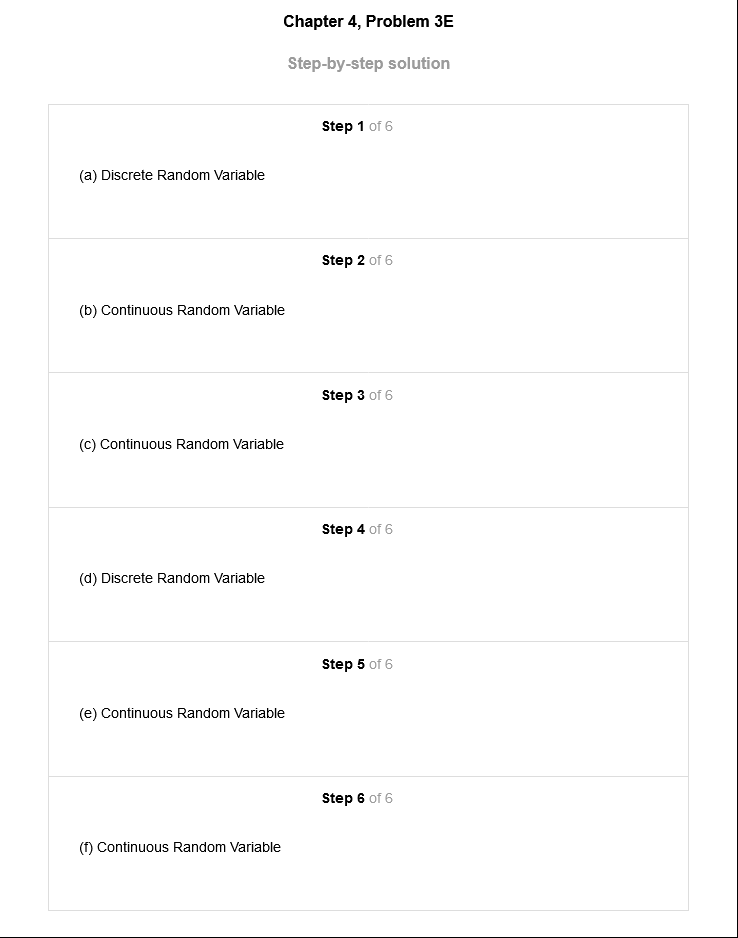 Chapter 4, Problem 3E
Step-by-step solution
Step 1 of 6
(a) Discrete Random Variable
Step 2 of 6
(b) Continuous Random Variable
Step 3 of 6
(c) Continuous Random Variable
Step 4 of 6
(d) Discrete Random Variable
Step 5 of 6
(e) Continuous Random Variable
Step 6 of 6
(f) Continuous Random Variable